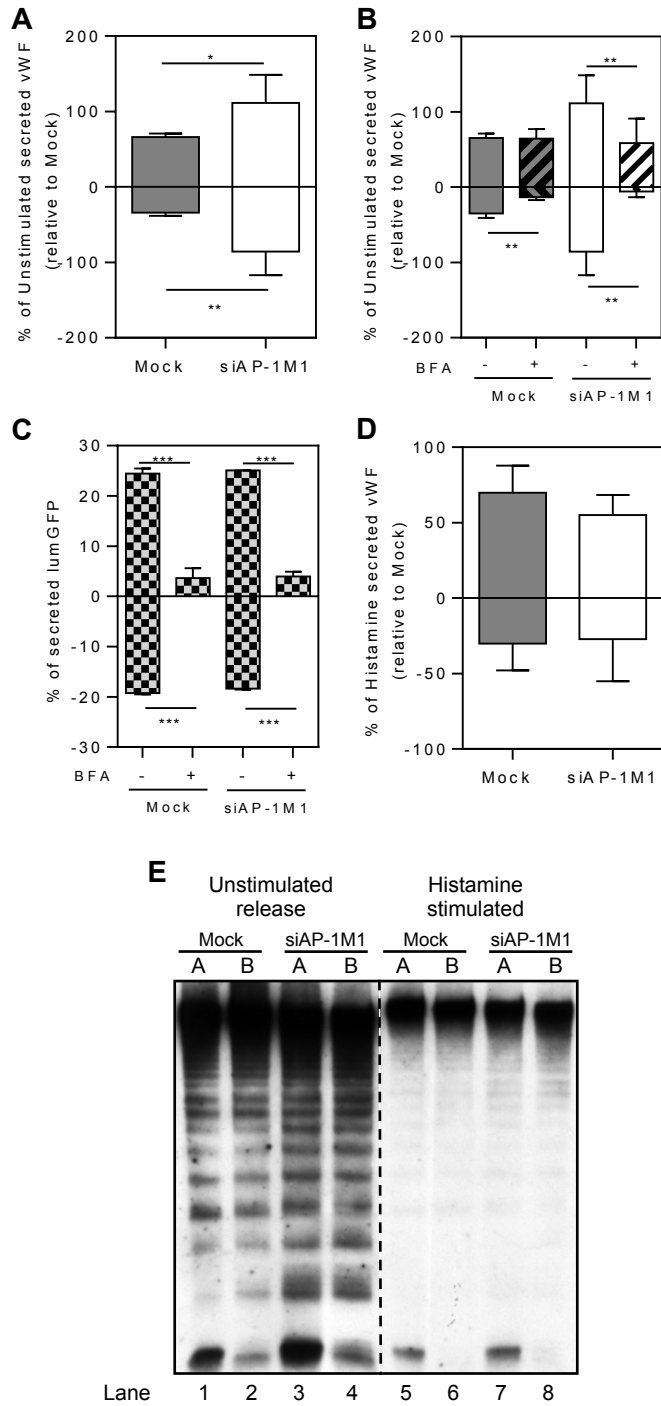 A
% of Unstimulated secreted vWF
(relative to Mock)
200
100
0
-100
-200
*
**
Mock
siAP-1M1
B
% of Unstimulated secreted vWF
(relative to Mock)
200
100
0
-100
-200
**
**
**
BFA - + - +
Mock
siAP-1M1
C
% of secreted lumGFP
30
20
10
0
-10
-20
-30
***
***
***
***
BFA - + - +
Mock
siAP-1M1
D
% of Histamine secreted vWF
(relative to Mock)
100
50
0
-50
-100
Mock
siAP-1M1
E
Unstimulated
release
Histamine
stimulated
Mock siAP-1M1 Mock siAP-1M1
A B A B A B A B
Lane 1 2 3 4 5 6 7 8